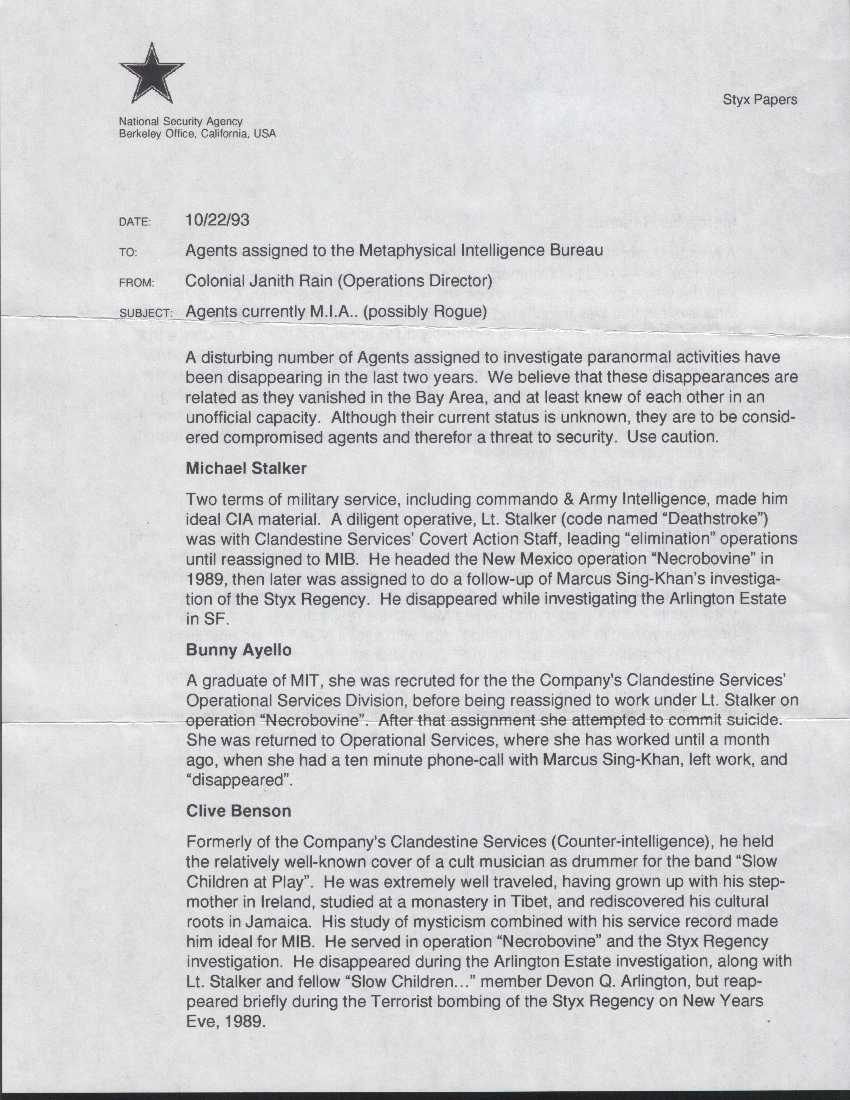 Styx Papers
National Security Agency
Berkeley Office, California, USA
DATE: 10/22/93
TO: Agents assigned to the Metaphysical Intelligence Bureau
FROM: Colonial Janith Rain (Operations Director)
SUBJECT: Agents currently M.I.A.. (possibly Rogue)
A disturbing number of Agents assigned to investigate paranormal activities have
been disappearing in the last two years. We believe that these disappearances are
related as they vanished in the Bay Area, and at least knew of each other in an
unofficial capacity. Although their current status is unknown, they are to be consid-
ered compromised agents and therefor a threat to security. Use caution.
Michael Stalker
Two terms of military service, including commando & Army Intelligence, made him
ideal CIA material. A diligent operative, Lt. Stalker (code named “Deathstroke”)
was with Clandestine Services’ Covert Action Staff, leading “elimination” operations
until reassigned to MIB. He headed the New Mexico operation “Necrobovine” in
1989, then later was assigned to do a follow-up of Marcus Sing-Khan’s investiga-
tion of the Styx Regency. He disappeared while investigating the Arlington Estate
in SF.
Bunny Ayello
A graduate of MIT, she was recruted for the the Company's Clandestine Services’
Operational Services Division, before being reassigned to work under Lt. Stalker on
operation “Necrobovine”. After that assignment she attempted to commit suicide.
She was returned to Operational Services, where she has worked until a month
ago, when she had a ten minute phone-call with Marcus Sing-Khan, left work, and
“disappeared”.
Clive Benson
Formerly of the Company's Clandestine Services (Counter-intelligence), he held
the relatively well-known cover of a cult musician as drummer for the band “Slow
Children at Play”. He was extremely well traveled, having grown up with his step-
mother in Ireland, studied at a monastery in Tibet, and rediscovered his cultural
roots in Jamaica. His study of mysticism combined with his service record made
him ideal for MIB. He served in operation “Necrobovine” and the Styx Regency
investigation. He disappeared during the Arlington Estate investigation, along with
Lt. Stalker and fellow “Slow Children...” member Devon Q. Arlington, but reap-
peared briefly during the Terrorist bombing of the Styx Regency on New Years
Eve, 1989.